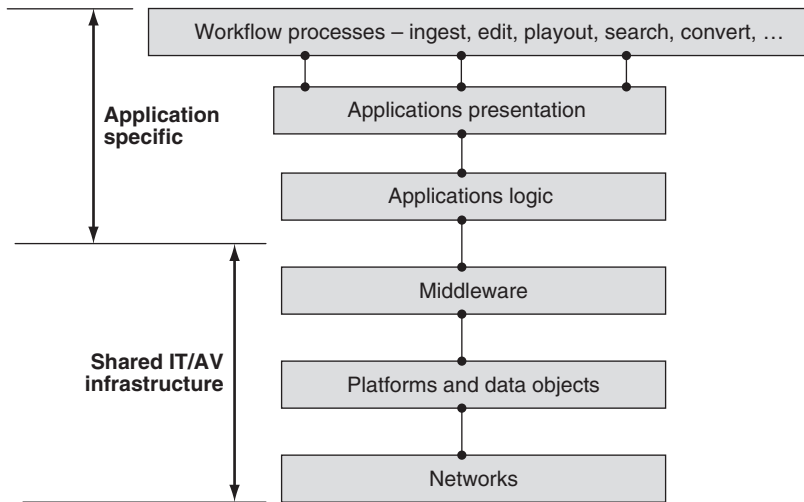 Workflow processes – ingest, edit, playout, search, convert, …
Application
specific
Applications presentation
Applications logic
Middleware
Shared IT/AV
infrastructure
Platforms and data objects
Networks